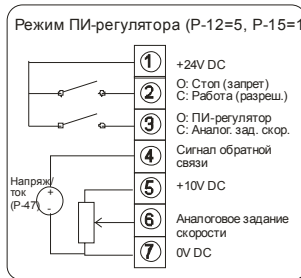 Режим ПИ-регулятора (P-12=5, P-15=1
1
+24V DC
2
О: Стоп (запрет)
С: Работа (разреш.)
3
О: ПИ-регулятор
С: Аналог. зад. скор.
4
Сигнал обратной
связи
Напряж/
ток
(P-47)
+
-
5
+10V DC
6
Аналоговое задание
скорости
7
0V DC